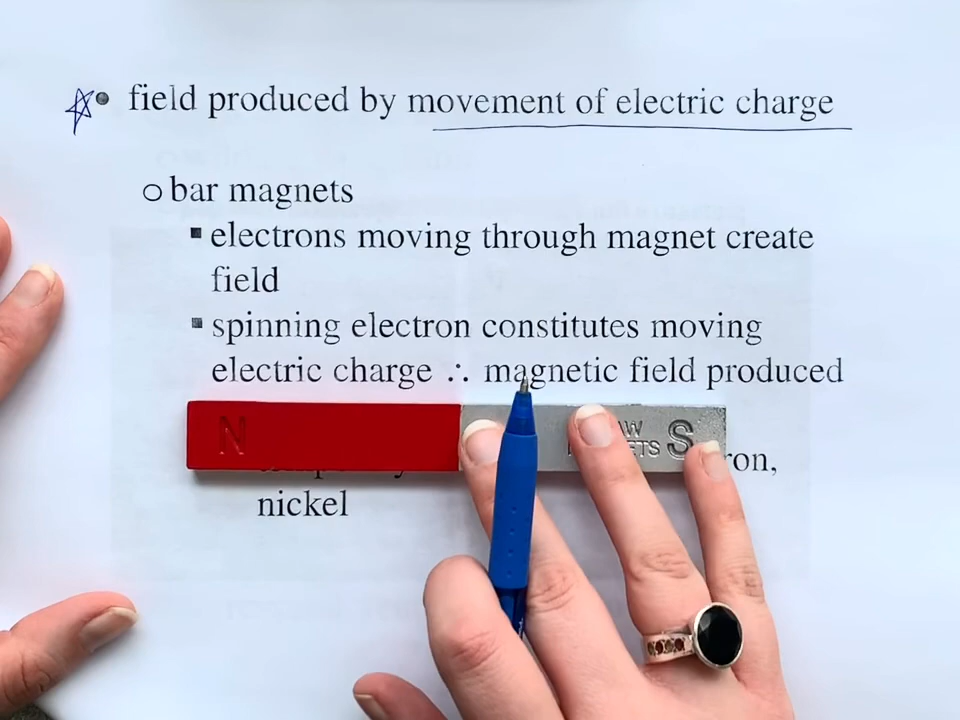 • field produced by movement of electric charge
o bar magnets
▪ electrons moving through magnet create
field
▪ spinning electron constitutes moving
electric charge ∴ magnetic field produced
N S
nickel